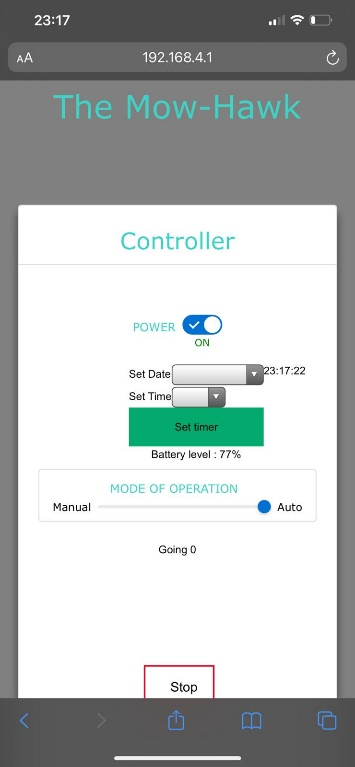 23:17
AA 192.168.4.1
The Mow-Hawk
Controller
POWER
ON
Set Date 23:17:22
Set Time
Set timer
Battery level : 77%
MODE OF OPERATION
Manual Auto
Going 0
Stop